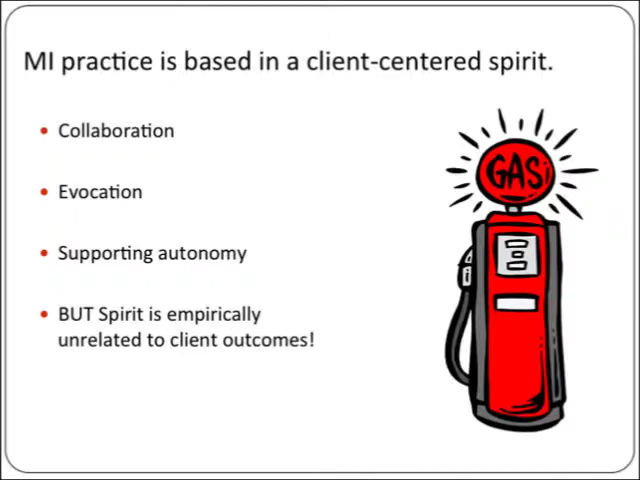 MI practice is based in a client-centered spirit.
• Collaboration
• Evocation
• Supporting autonomy
• BUT Spirit is empirically
unrelated to client outcomes!
GAS